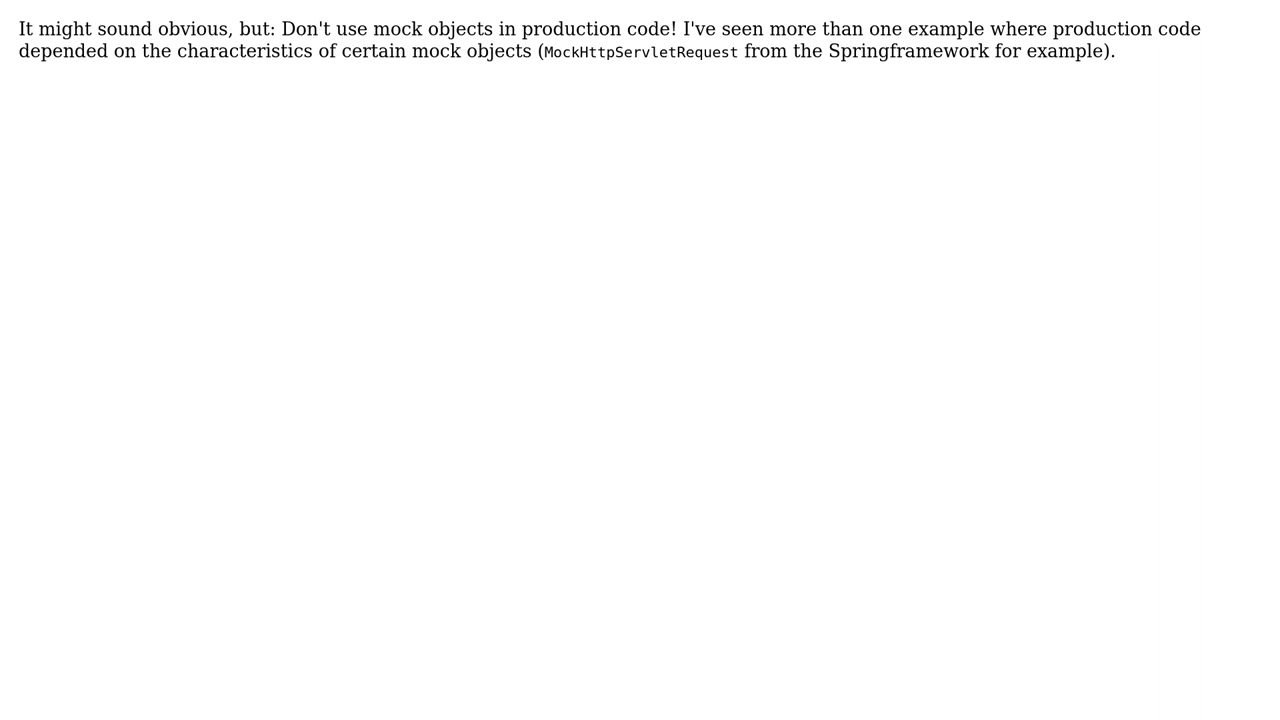 It might sound obvious, but: Don't use mock objects in production code! I've seen more than one example where production code
depended on the characteristics of certain mock objects (MockHttpServletRequest from the Springframework for example).